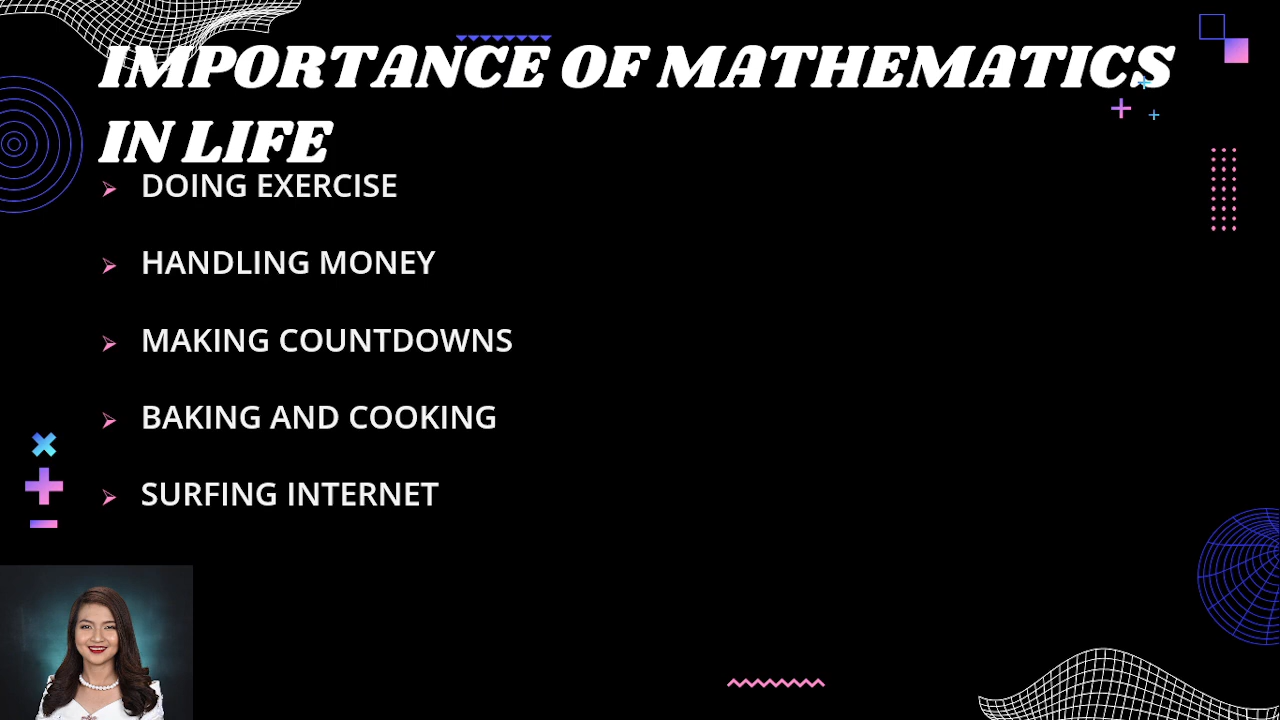 IMPORTANCE OF MATHEMATICS
IN LIFE
DOING EXERCISE
HANDLING MONEY
MAKING COUNTDOWNS
BAKING AND COOKING
SURFING INTERNET